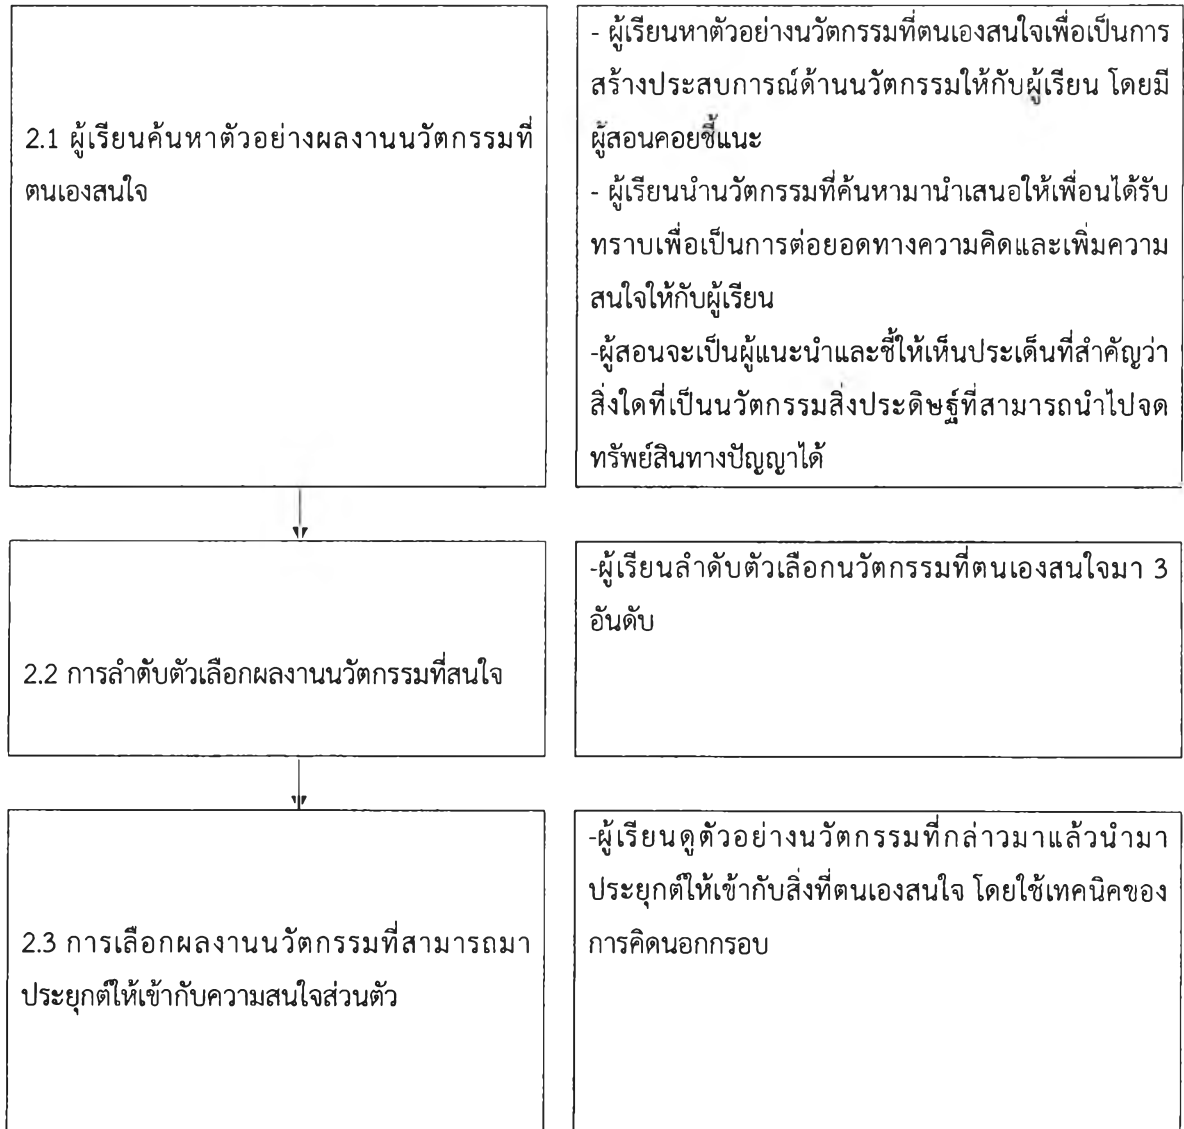 2.1 ผู้เรียนค้นหาตัวอย่างผลงานนวัตกรรมที่
ตนเองสนใจ
- ผู้เรียนหาตัวอย่างนวัตกรรมที่ตนเองสนใจเพื่อเป็นการ
สร้างประสบการณ์ด้านนวัตกรรมให้กับผู้เรียน โดยมี
ผู้สอนคอยชี้แนะ
- ผู้เรียนนำนวัตกรรมที่ค้นหามานำเสนอให้เพื่อนได้รับ
ทราบเพื่อเป็นการต่อยอดทางความคิดและเพิ่มความ
สนใจให้กับผู้เรียน
-ผู้สอนจะเป็นผู้แนะนำและชี้ให้เห็นประเด็นที่สำคัญว่า
สิ่งใดที่เป็นนวัตกรรมสิ่งประดิษฐ์ที่สามารถนำไปจด
ทรัพย์สินทางปัญญาได้
2.2 การลำดับตัวเลือกผลงานนวัตกรรมที่สนใจ
-ผู้เรียนลำดับตัวเลือกนวัตกรรมที่ตนเองสนใจมา 3
อันดับ
2.3 การเลือกผลงานนวัตกรรมที่สามารถมา
ประยุกต์ให้เข้ากับความสนใจส่วนตัว
-ผู้เรียนดูตัวอย่างนวัตกรรมที่กล่าวมาแล้วนำมา
ประยุกต์ให้เข้ากับสิ่งที่ตนเองสนใจ โดยใช้เทคนิคของ
การคิดนอกกรอบ